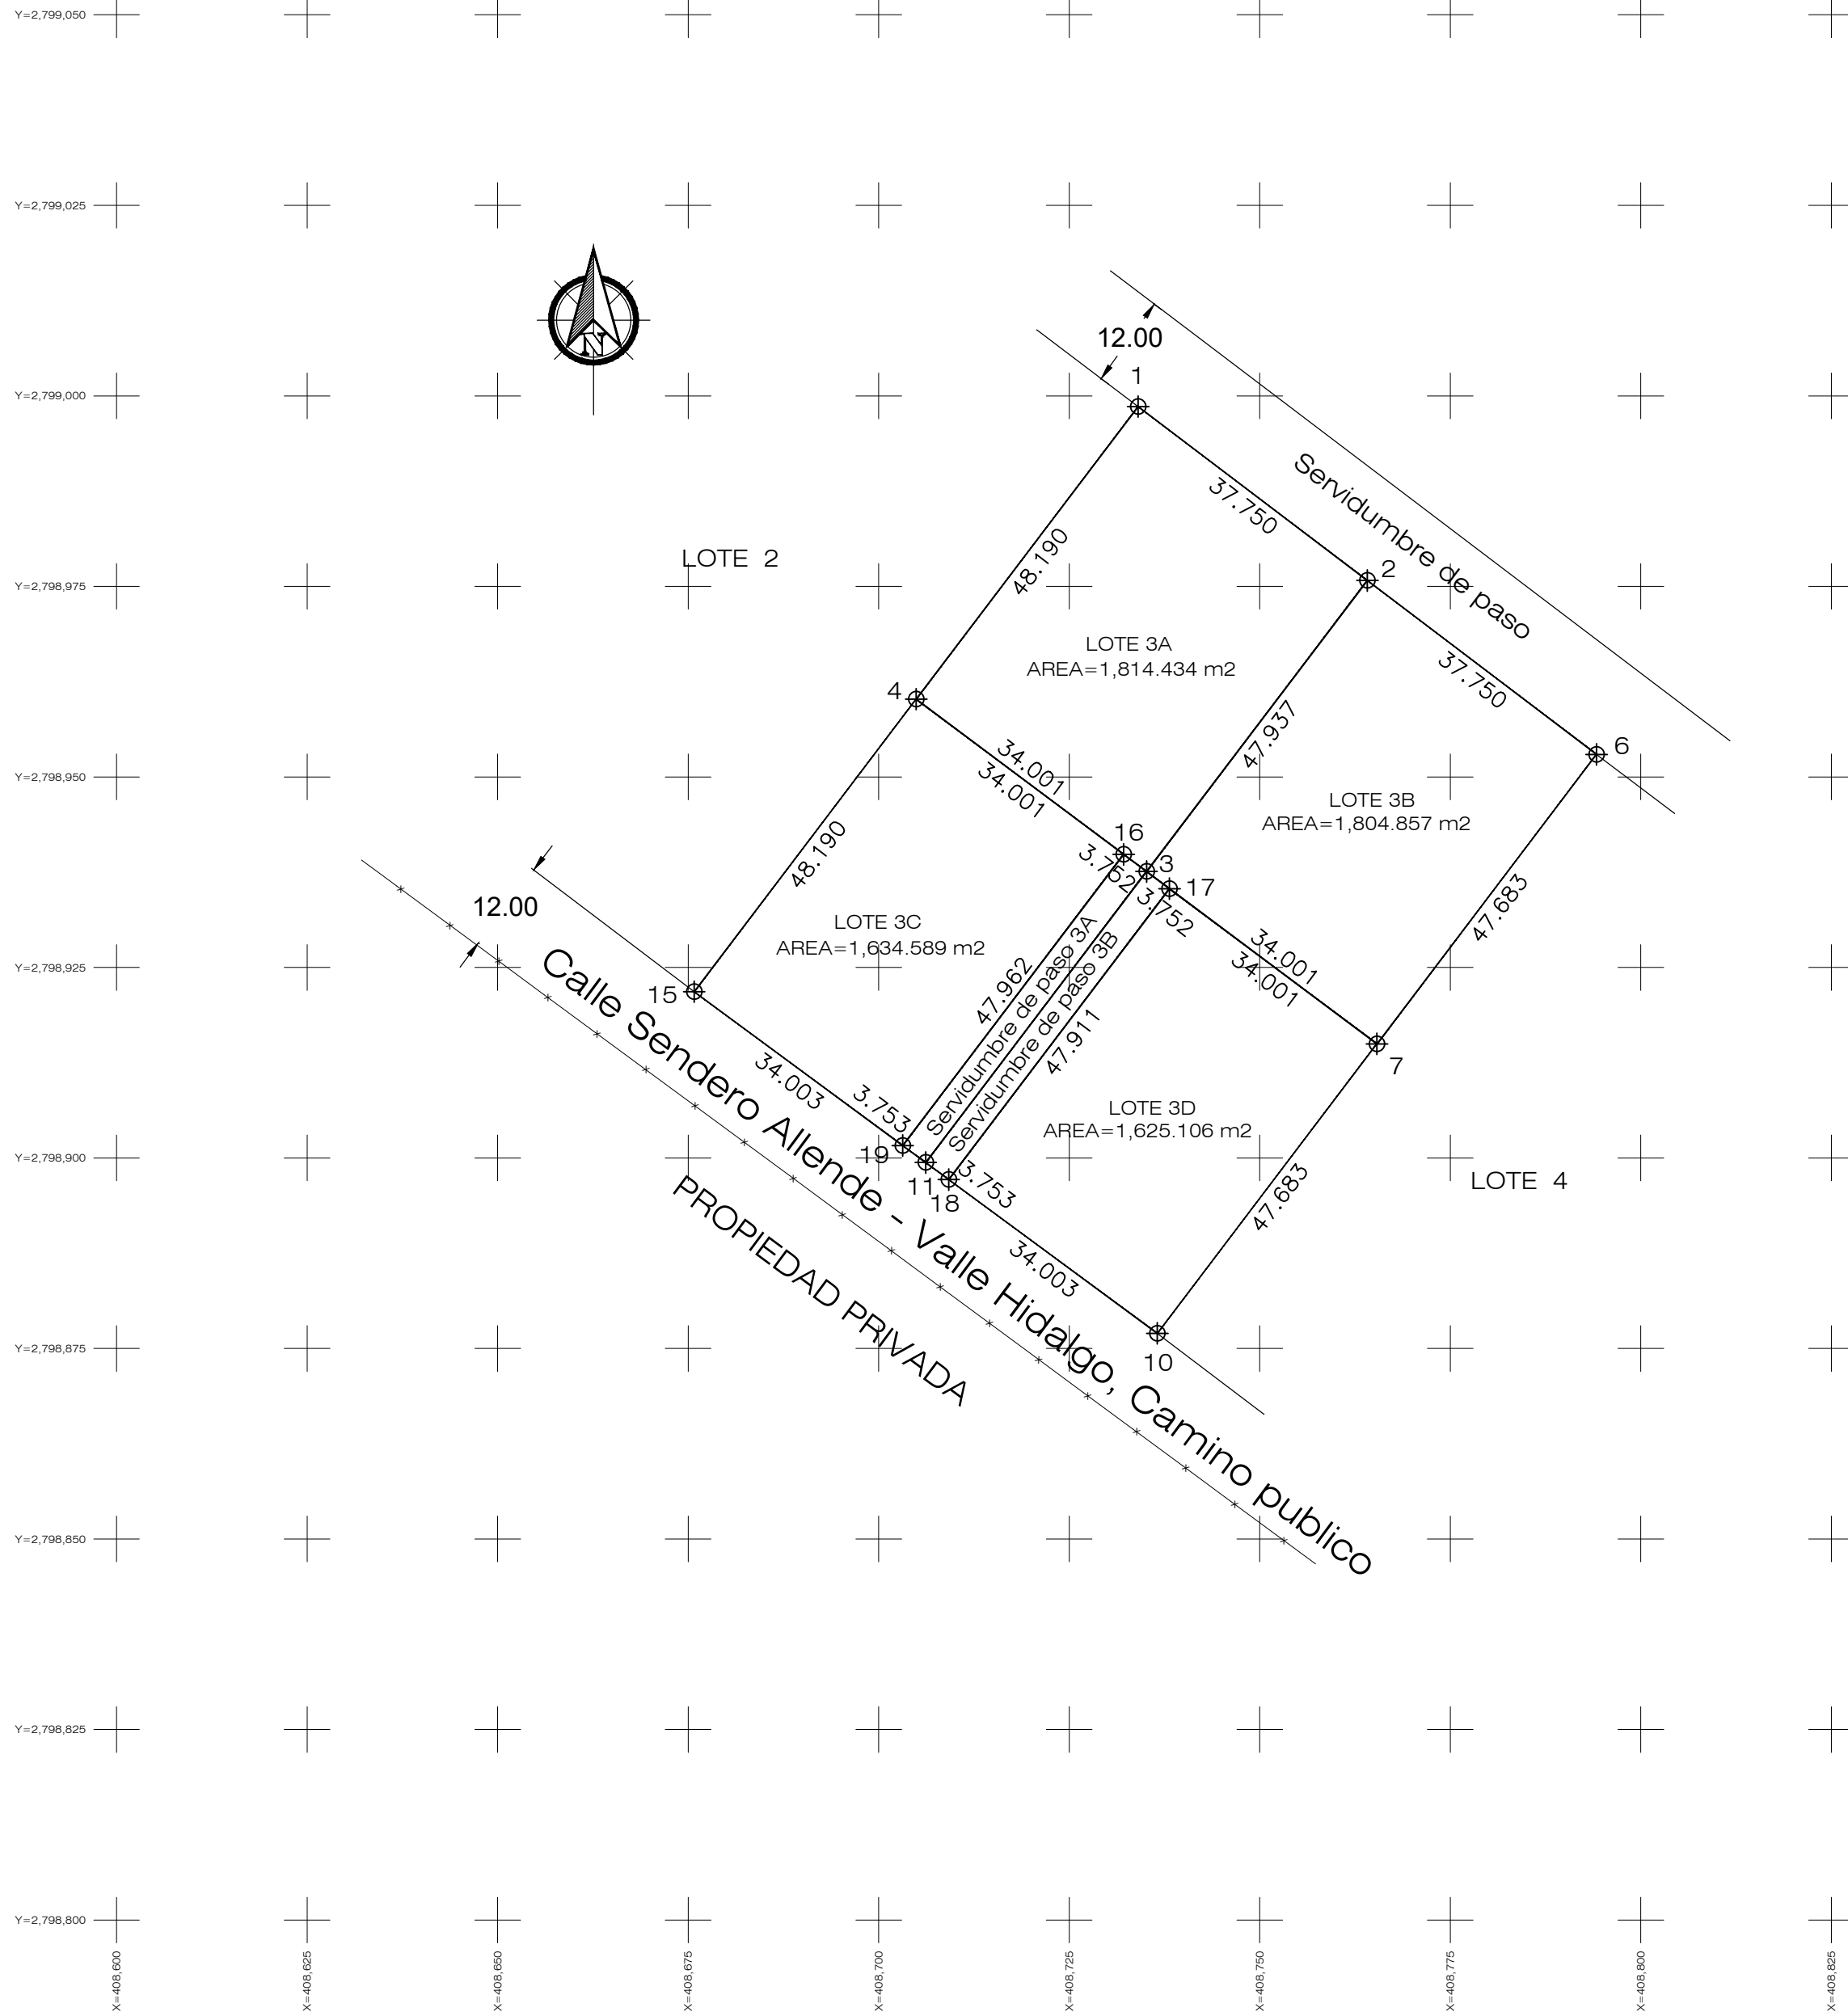 Y=2,799,050
Y=2,799,025
N
12.00
1
Y=2,799,000
37.750
Servidumbre de paso
48.190
LOTE 2
2
Y=2,798,975
LOTE 3A
AREA=1,814.434 m2
37.750
4
47.937
6
34.001
34.001
Y=2,798,950
LOTE 3B
AREA=1,804.857 m2
16
48.190
3.752
3
17
3.752
47.683
12.00
LOTE 3C
AREA=1,634.589 m2
34.001
34.001
Y=2,798,925
47.962
Servidumbre de paso 3A
Servidumbre de paso 3B
47.911
15
7
34.003
3.753
LOTE 3D
AREA=1,625.106 m2
19
Y=2,798,900
11
18
3.753
47.683
LOTE 4
Calle Sendero Allende - Valle Hidalgo, Camino publico
PROPIEDAD PRIVADA
34.003
10
Y=2,798,875
Y=2,798,850
Y=2,798,825
Y=2,798,800
X=408,600
X=408,625
X=408,650
X=408,675
X=408,700
X=408,725
X=408,750
X=408,775
X=408,800
X=408,825